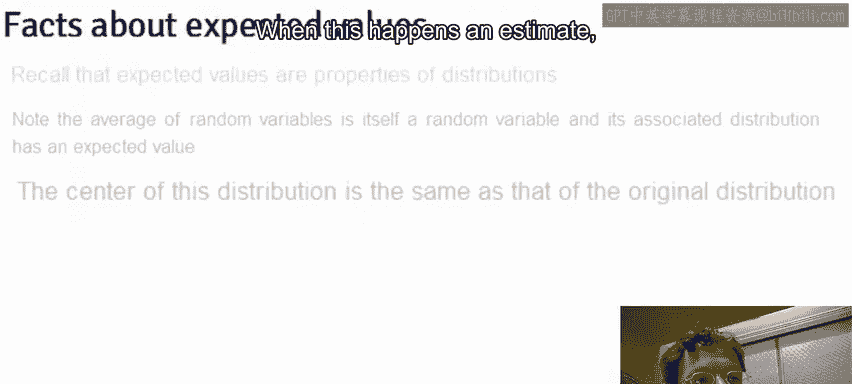 Facts about expected values
When this happens an estimate,
GPT中英字幕课程资源@bilibili.com
Recall that expected values are properties of distributions
Note the average of random variables is itself a random variable and its associated distribution
has an expected value
The center of this distribution is the same as that of the original distribution